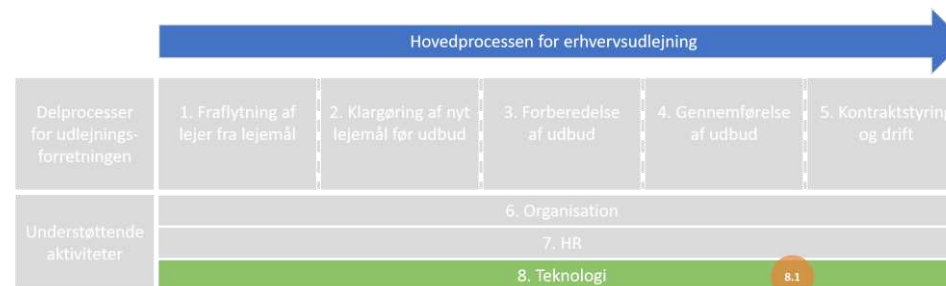 Hovedprocessen for erhvervsudlejning
Delprocesser
for udlejnings-
forretningen
1. Fraflytning af
lejer fra lejemål
2. Klargøring af nyt
lejemål før udbud
3. Forberedelse
af udbud
4. Gennemførelse
af udbud
5. Kontraktstyring
og drift
Understøttende
aktiviteter
6. Organisation
7. HR
8. Teknologi
8.1